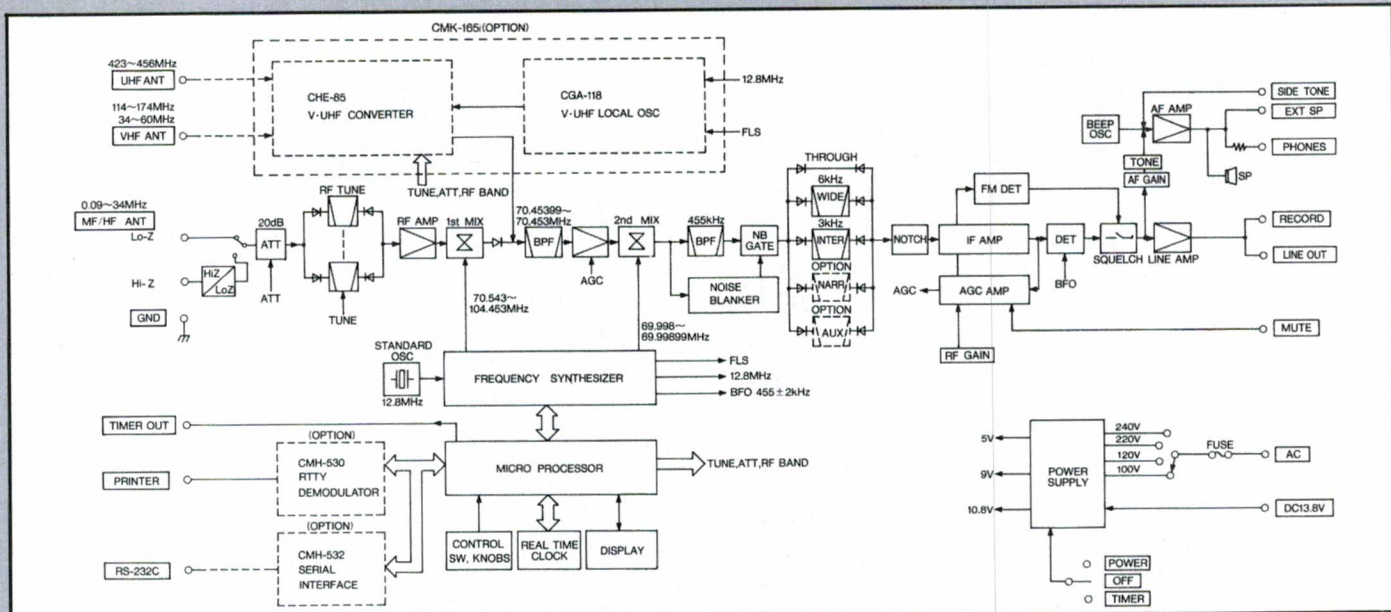 CMK-165i(OPTION)
423~456MHz
UHF ANT
114~174MHz
34~60MHz
VHF ANT
CHE-85
V·UHF CONVERTER
CGA-118
V·UHF LOCAL OSC
12.8MHz
FLS
TUNE,ATT,RF BAND
0.09~34MHz
MF/HF ANT
Lo-Z
Hi-Z
HiZ
LoZ
GND
20dB
ATT
ATT
RF TUNE
TUNE
RF AMP
1st MIX
70.45399~
70.453MHz
BPF
AGC
2nd MIX
455kHz
BPF
NB
GATE
NOISE
BLANKER
THROUGH
6kHz
WIDE
3kHz
INTER
OPTION
NARR
OPTION
AUX
NOTCH
FM DET
IF AMP
AGC
AGC AMP
RF GAIN
DET
BFO
SQUELCH
LINE AMP
BEEP
OSC
AF AMP
TONE
AF GAIN
SP
SIDE TONE
EXT SP
PHONES
RECORD
LINE OUT
MUTE
70.543~
104.453MHz
69.998~
69.99899MHz
STANDARD
OSC
12.8MHz
FREQUENCY SYNTHESIZER
FLS
12.8MHz
BFO 455±2kHz
TIMER OUT
PRINTER
RS-232C
(OPTION)
CMH-530
RTTY
DEMODULATOR
(OPTION)
CMH-532
SERIAL
INTERFACE
MICRO PROCESSOR
TUNE,ATT,RF BAND
CONTROL
SW, KNOBS
REAL TIME
CLOCK
DISPLAY
5V
9V
10.8V
POWER
SUPPLY
240V
220V
120V
100V
FUSE
AC
DC13.8V
POWER
OFF
TIMER